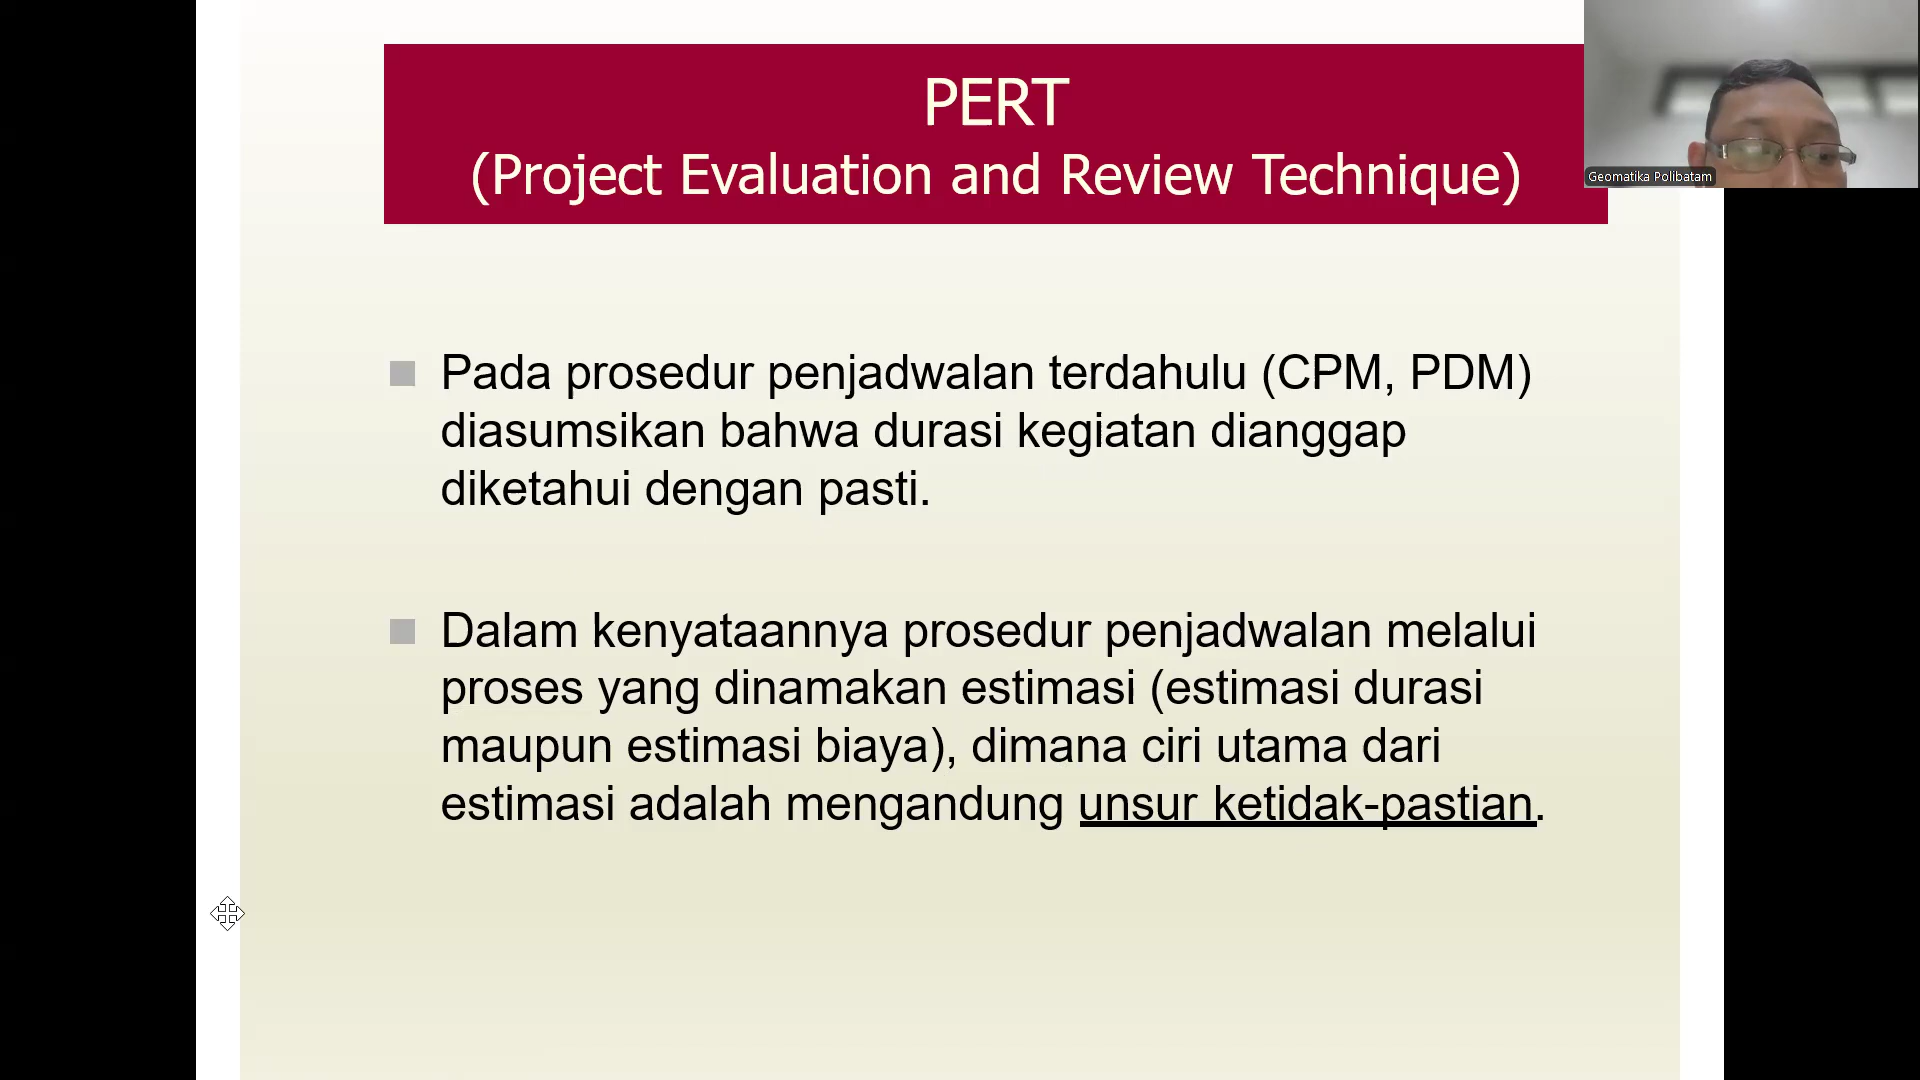 PERT
(Project Evaluation and Review Technique)
Geomatika Polibatam
Pada prosedur penjadwalan terdahulu (CPM, PDM)
diasumsikan bahwa durasi kegiatan dianggap
diketahui dengan pasti.
Dalam kenyataannya prosedur penjadwalan melalui
proses yang dinamakan estimasi (estimasi durasi
maupun estimasi biaya), dimana ciri utama dari
estimasi adalah mengandung unsur ketidak-pastian.